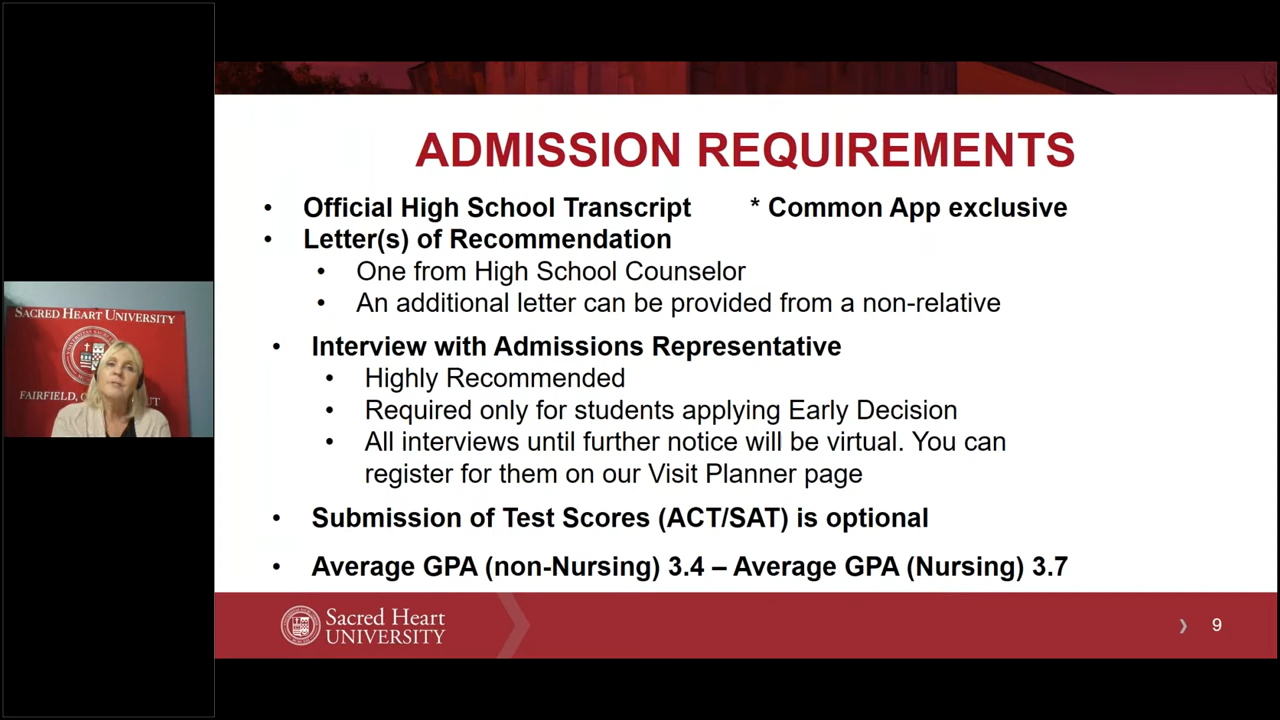 ADMISSION REQUIREMENTS
• Official High School Transcript * Common App exclusive
• Letter(s) of Recommendation
• One from High School Counselor
• An additional letter can be provided from a non-relative
• Interview with Admissions Representative
• Highly Recommended
• Required only for students applying Early Decision
• All interviews until further notice will be virtual. You can
register for them on our Visit Planner page
• Submission of Test Scores (ACT/SAT) is optional
• Average GPA (non-Nursing) 3.4 – Average GPA (Nursing) 3.7
Sacred Heart
UNIVERSITY
9
SACRED HEART UNIVERSITY
FAIRFIELD,